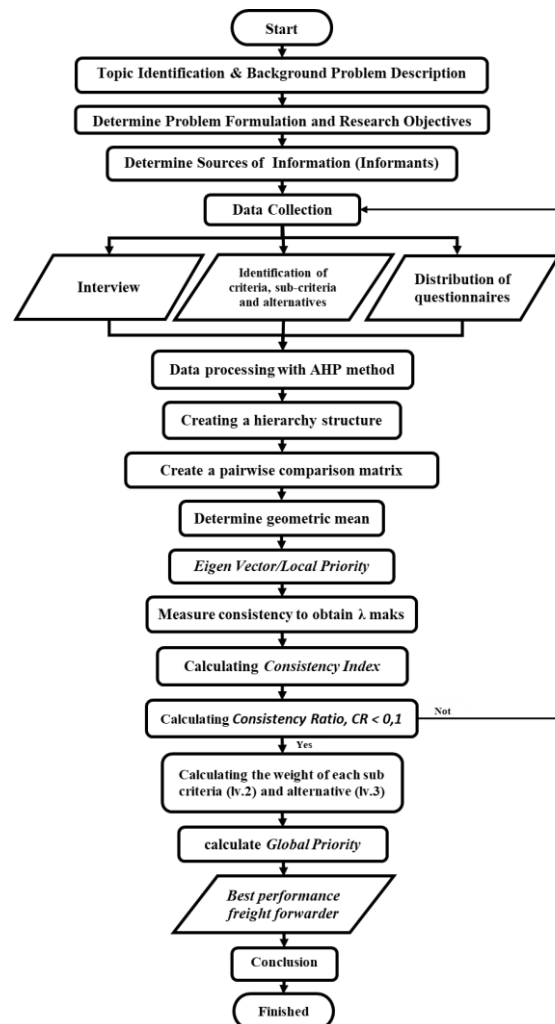 Start
Topic Identification & Background Problem Description
Determine Problem Formulation and Research Objectives
Determine Sources of Information (Informants)
Data Collection
Interview
Identification of
criteria, sub-criteria
and alternatives
Distribution of
questionnaires
Data processing with AHP method
Creating a hierarchy structure
Create a pairwise comparison matrix
Determine geometric mean
Eigen Vector/Local Priority
Measure consistency to obtain λ maks
Calculating Consistency Index
Calculating Consistency Ratio, CR < 0,1
Not
Yes
Calculating the weight of each sub
criteria (lv.2) and alternative (lv.3)
calculate Global Priority
Best performance
freight forwarder
Conclusion
Finished